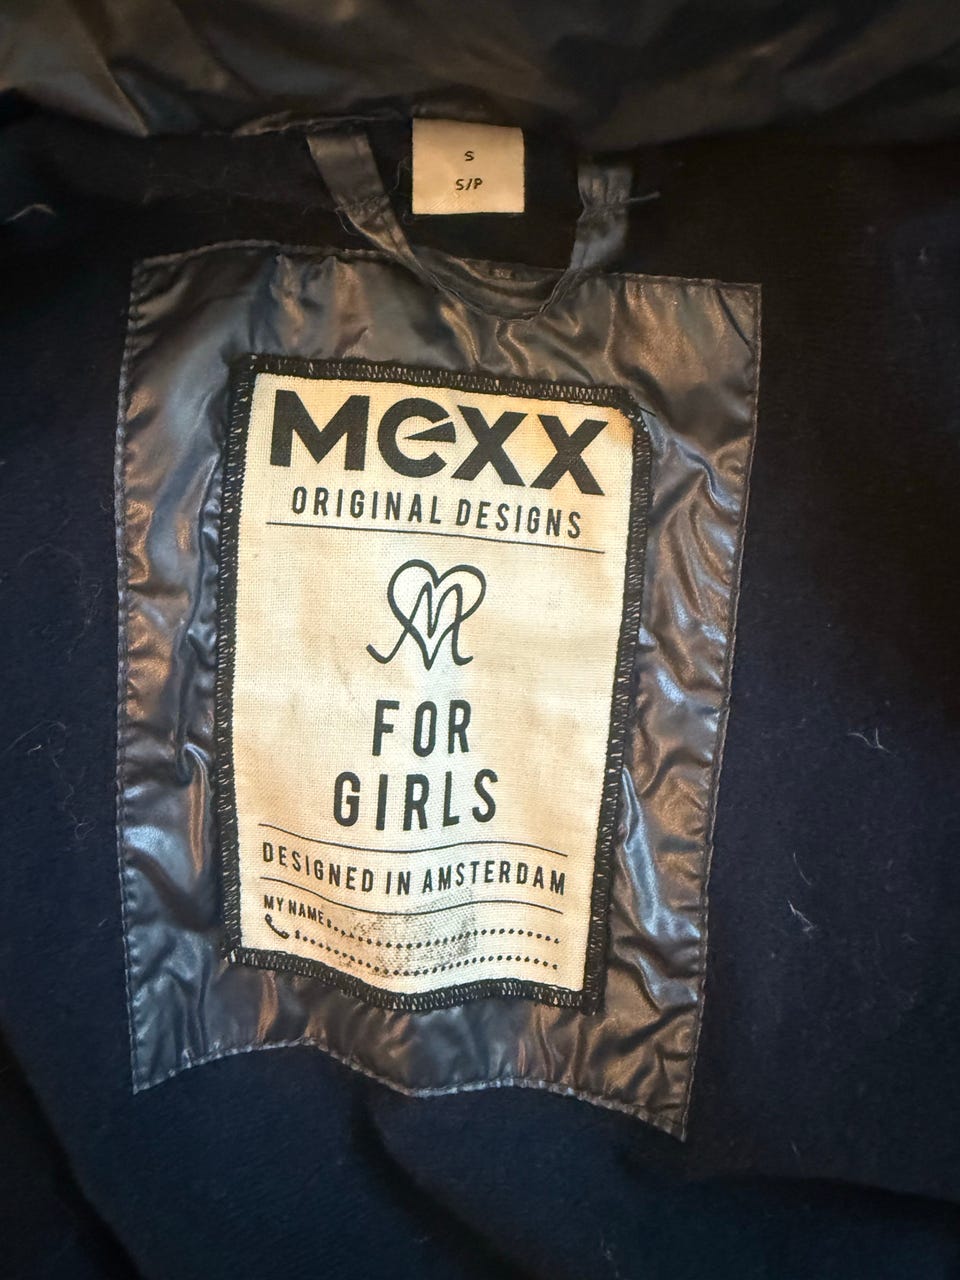 S
S/P
MEXX
ORIGINAL DESIGNS
M
FOR
GIRLS
DESIGNED IN AMSTERDAM
MY NAME: